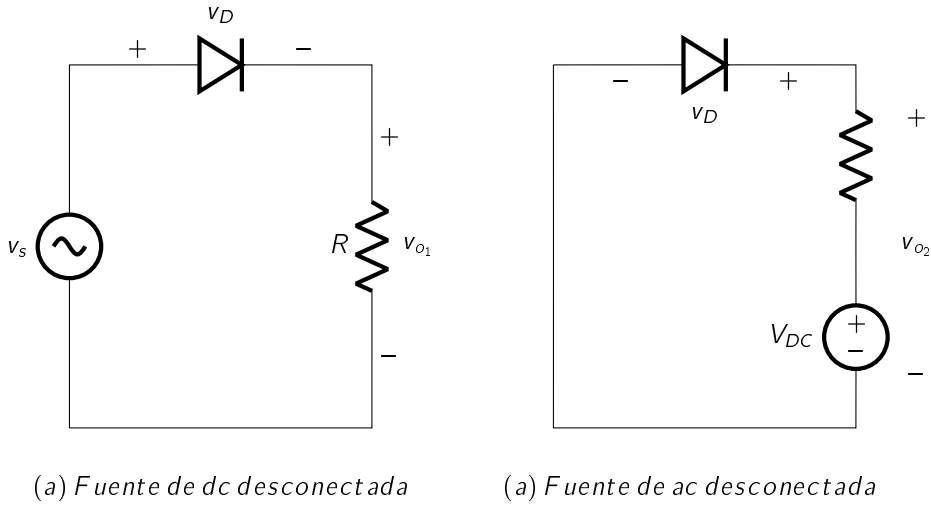 v_D
+ −
+
v_s
R
v_{o_1}
−
(a) Fuente de dc desconectada
− +
v_D
+
v_{o_2}
V_{DC}
+
−
−
(a) Fuente de ac desconectada